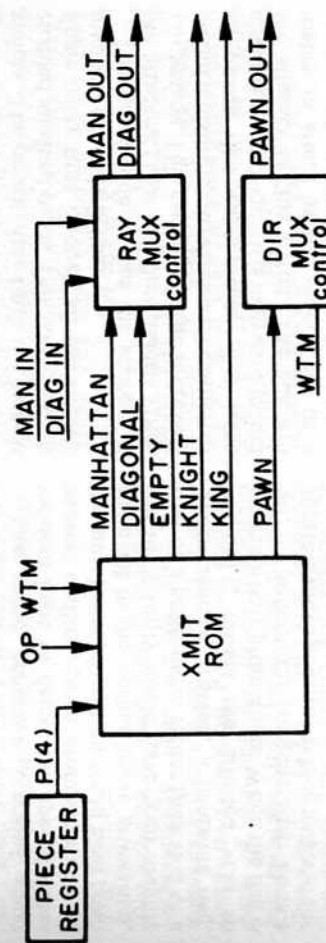 PIECE
REGISTER
P(4)
OP WTM
XMIT
ROM
MAN IN
DIAG IN
MANHATTAN
DIAGONAL
EMPTY
KNIGHT
KING
PAWN
RAY
MUX
control
MAN OUT
DIAG OUT
DIR
MUX
control
WTM
PAWN OUT